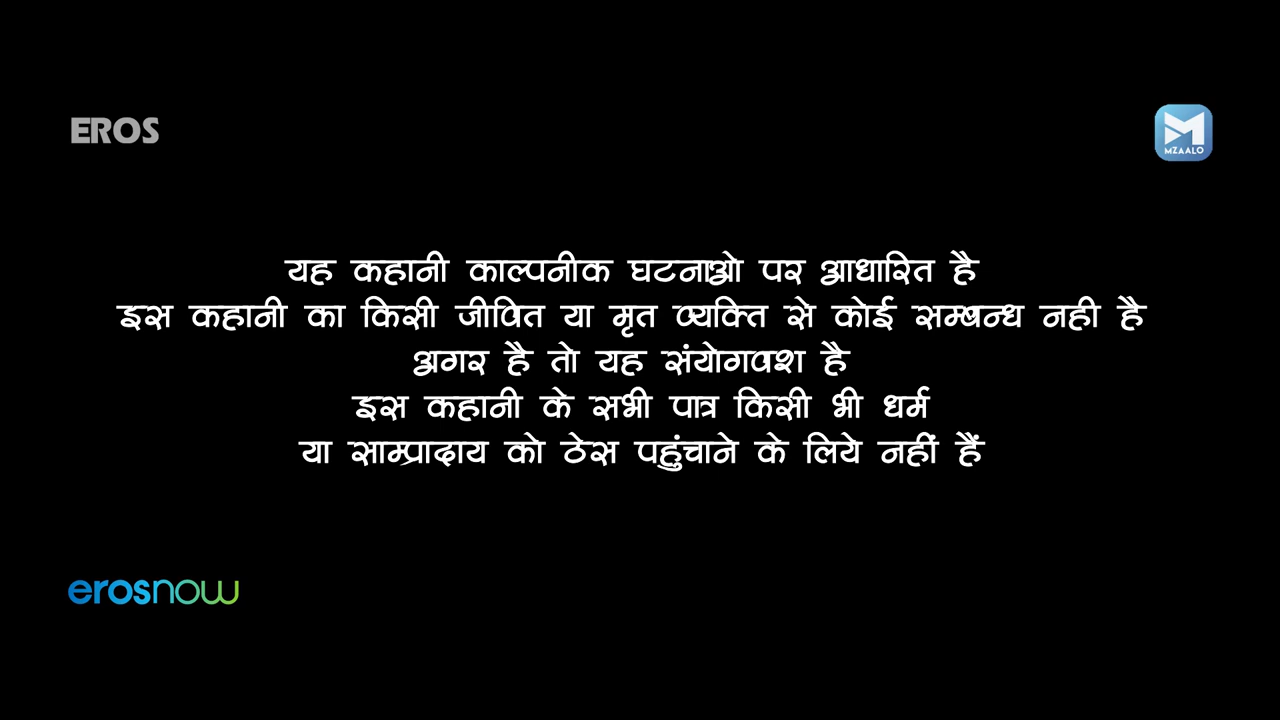 EROS
MZAALO
यह कहानी काल्पनीक घटनाओ पर आधारित है
इस कहानी का किसी जीवित या मृत व्यक्ति से कोई सम्बन्ध नही है
अगर है तो यह संयोगवश है
इस कहानी के सभी पात्र किसी भी धर्म
या साम्प्रादाय को ठेस पहुंचाने के लिये नहीं हैं
erosnow